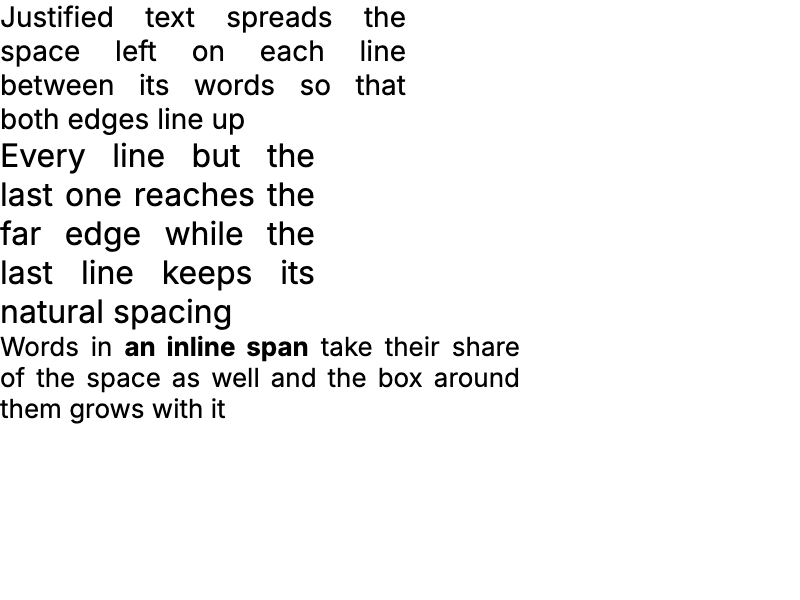 Justified text spreads the
space left on each line
between its words so that
both edges line up
Every line but the
last one reaches the
far edge while the
last line keeps its
natural spacing
Words in an inline span take their share
of the space as well and the box around
them grows with it